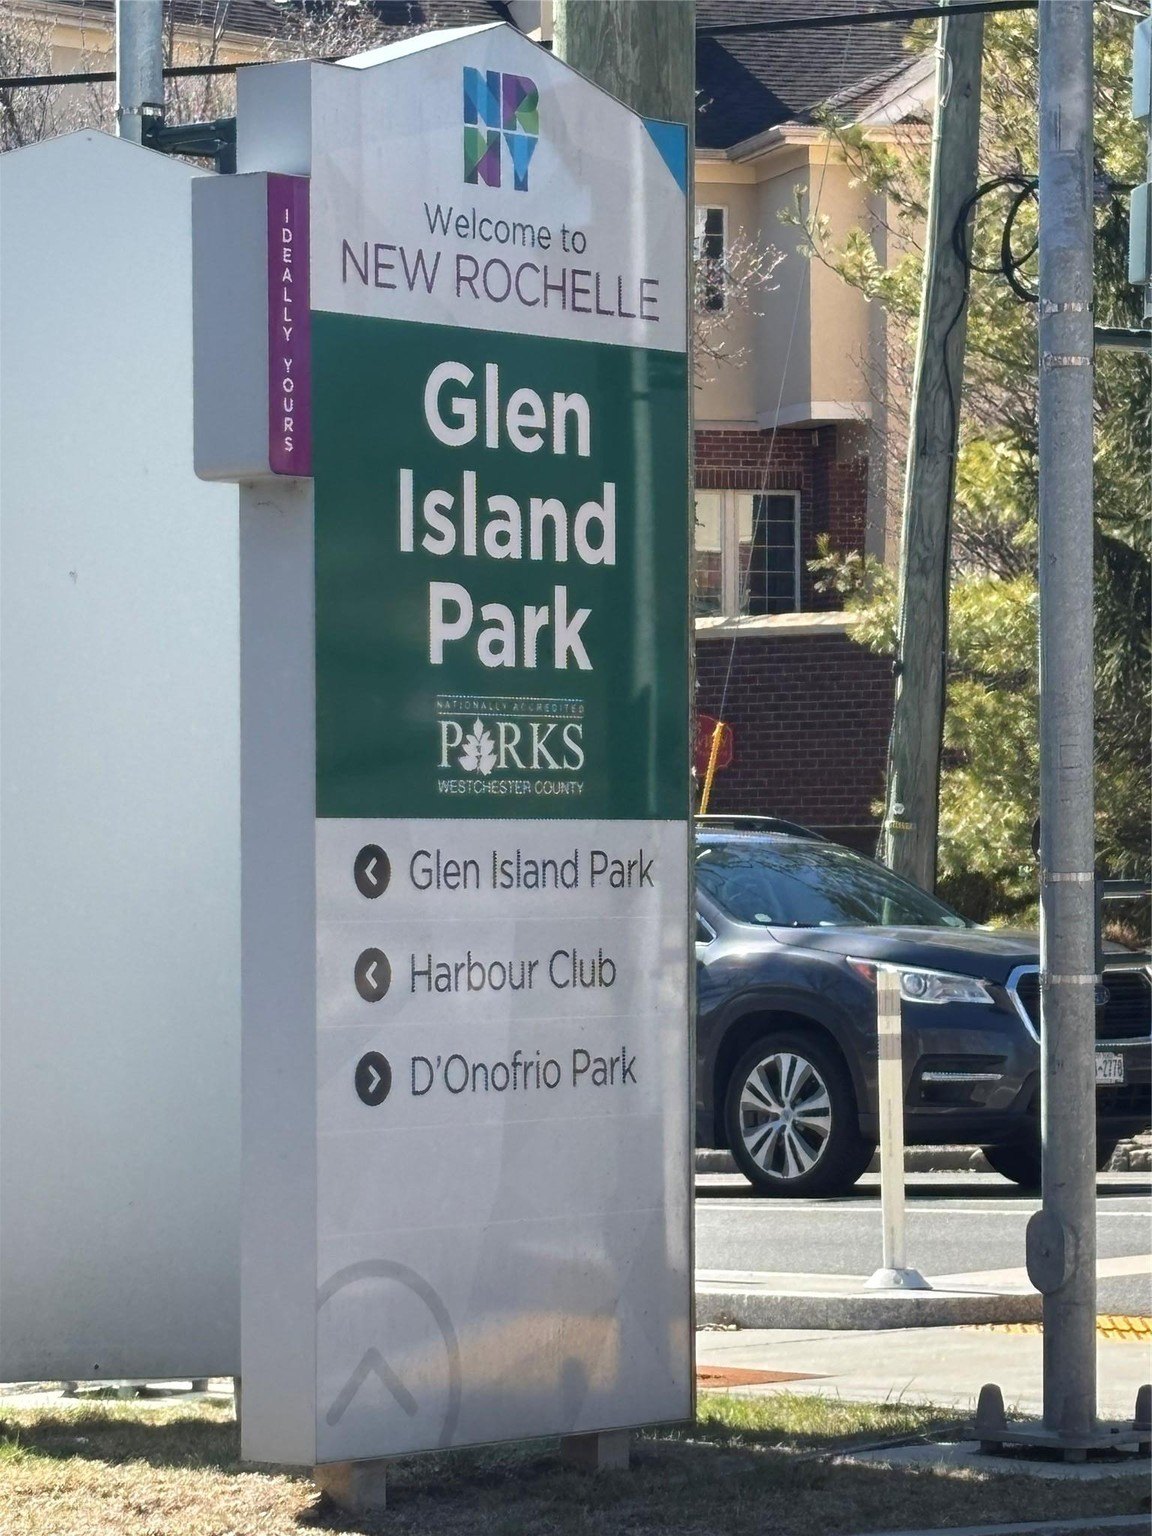 NR
NY
Welcome to
NEW ROCHELLE
IDEALLY YOURS
Glen
Island
Park
NATIONALLY ACCREDITED
PARKS
WESTCHESTER COUNTY
Glen Island Park
Harbour Club
D'Onofrio Park